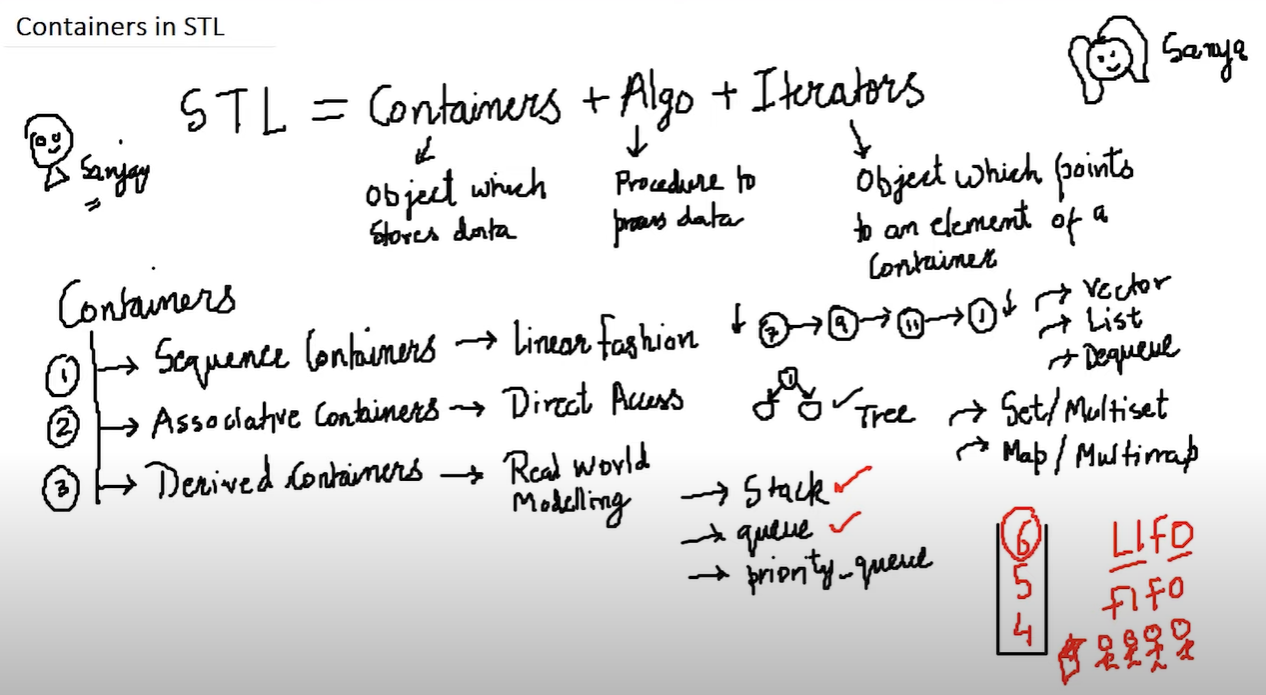 Containers in STL
Sanya
STL = Containers + Algo + Iterators
Sanjay
Object which
stores data
Procedure to
process data
Object which points
to an element of a
Container
Containers
1 Sequence Containers → Linear fashion
7 → 9 → 11 → 1
→ Vector
→ List
→ Dequeue
2 Associative Containers → Direct Access
1
Tree
→ Set/Multiset
→ Map/Multimap
3 Derived Containers → Real World
Modelling
→ Stack
→ queue
→ priority_queue
6
5
4
LIFO
FIFO